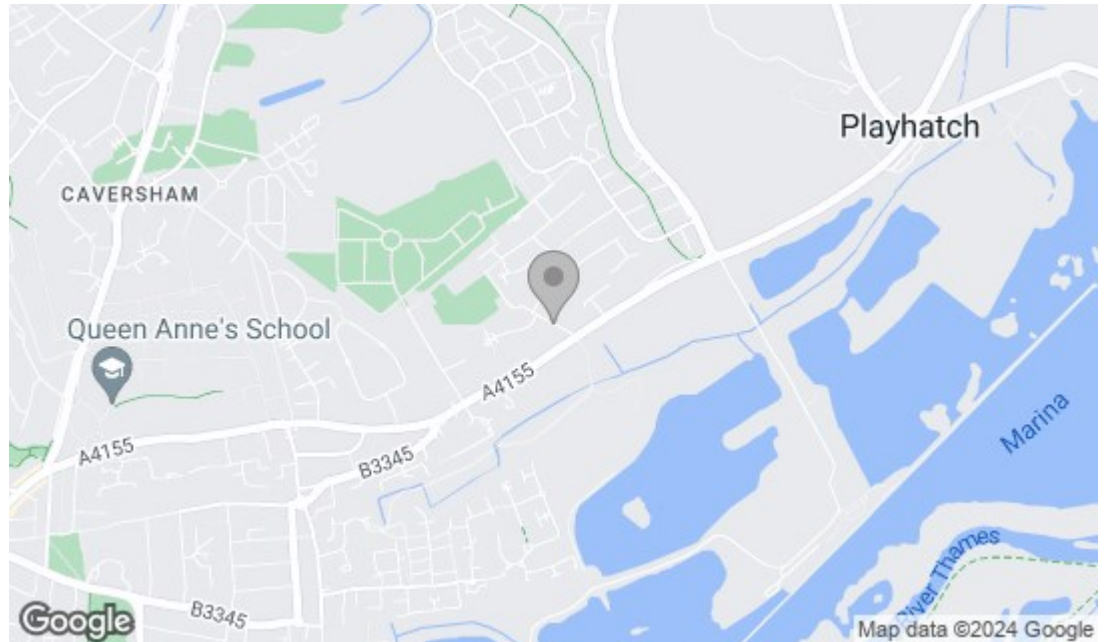 Playhatch
CAVERSHAM
Queen Anne's School
A4155
A4155
B3345
Marina
River Thames
B3345
Google
Map data ©2024 Google